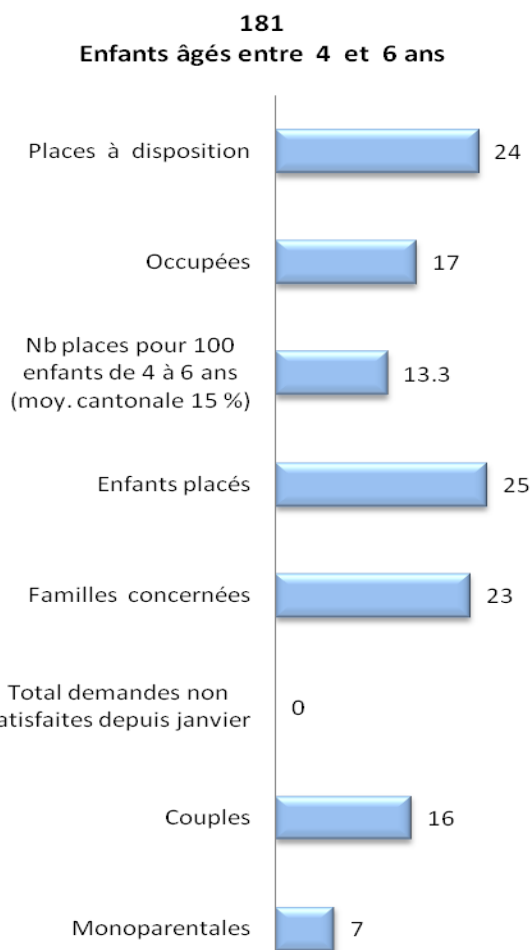 181
Enfants âgés entre 4 et 6 ans
Places à disposition
24
Occupées
17
Nb places pour 100
enfants de 4 à 6 ans
(moy. cantonale 15 %)
13.3
Enfants placés
25
Familles concernées
23
Total demandes non
atisfaites depuis janvier
0
Couples
16
Monoparentales
7